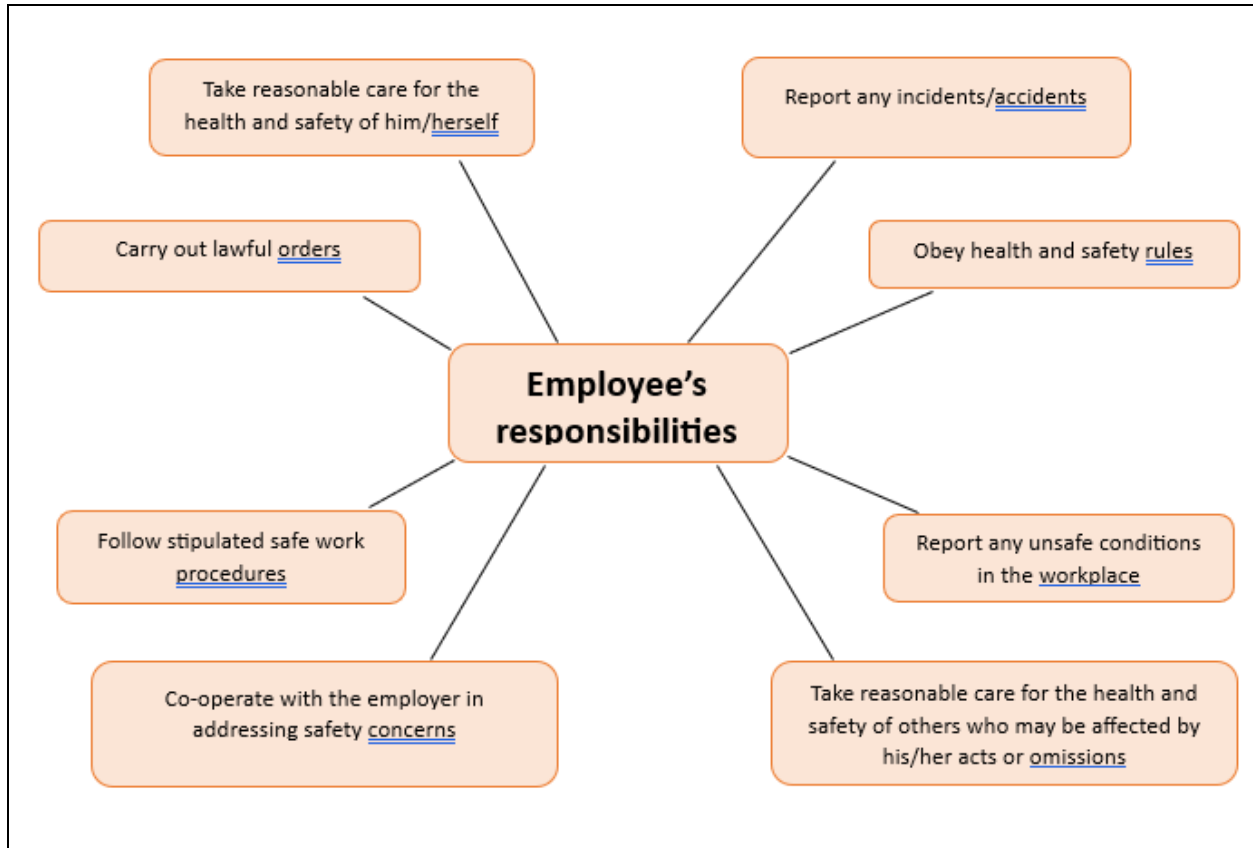 Take reasonable care for the
health and safety of him/herself
Report any incidents/accidents
Carry out lawful orders
Obey health and safety rules
Employee’s
responsibilities
Follow stipulated safe work
procedures
Report any unsafe conditions
in the workplace
Co-operate with the employer in
addressing safety concerns
Take reasonable care for the health and
safety of others who may be affected by
his/her acts or omissions